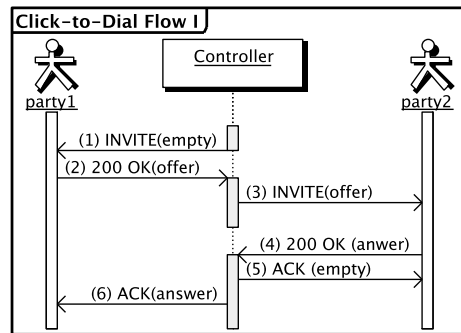 Click-to-Dial Flow I
Controller
party1
party2
(1) INVITE(empty)
(2) 200 OK(offer)
(3) INVITE(offer)
(4) 200 OK (anwer)
(5) ACK (empty)
(6) ACK(answer)